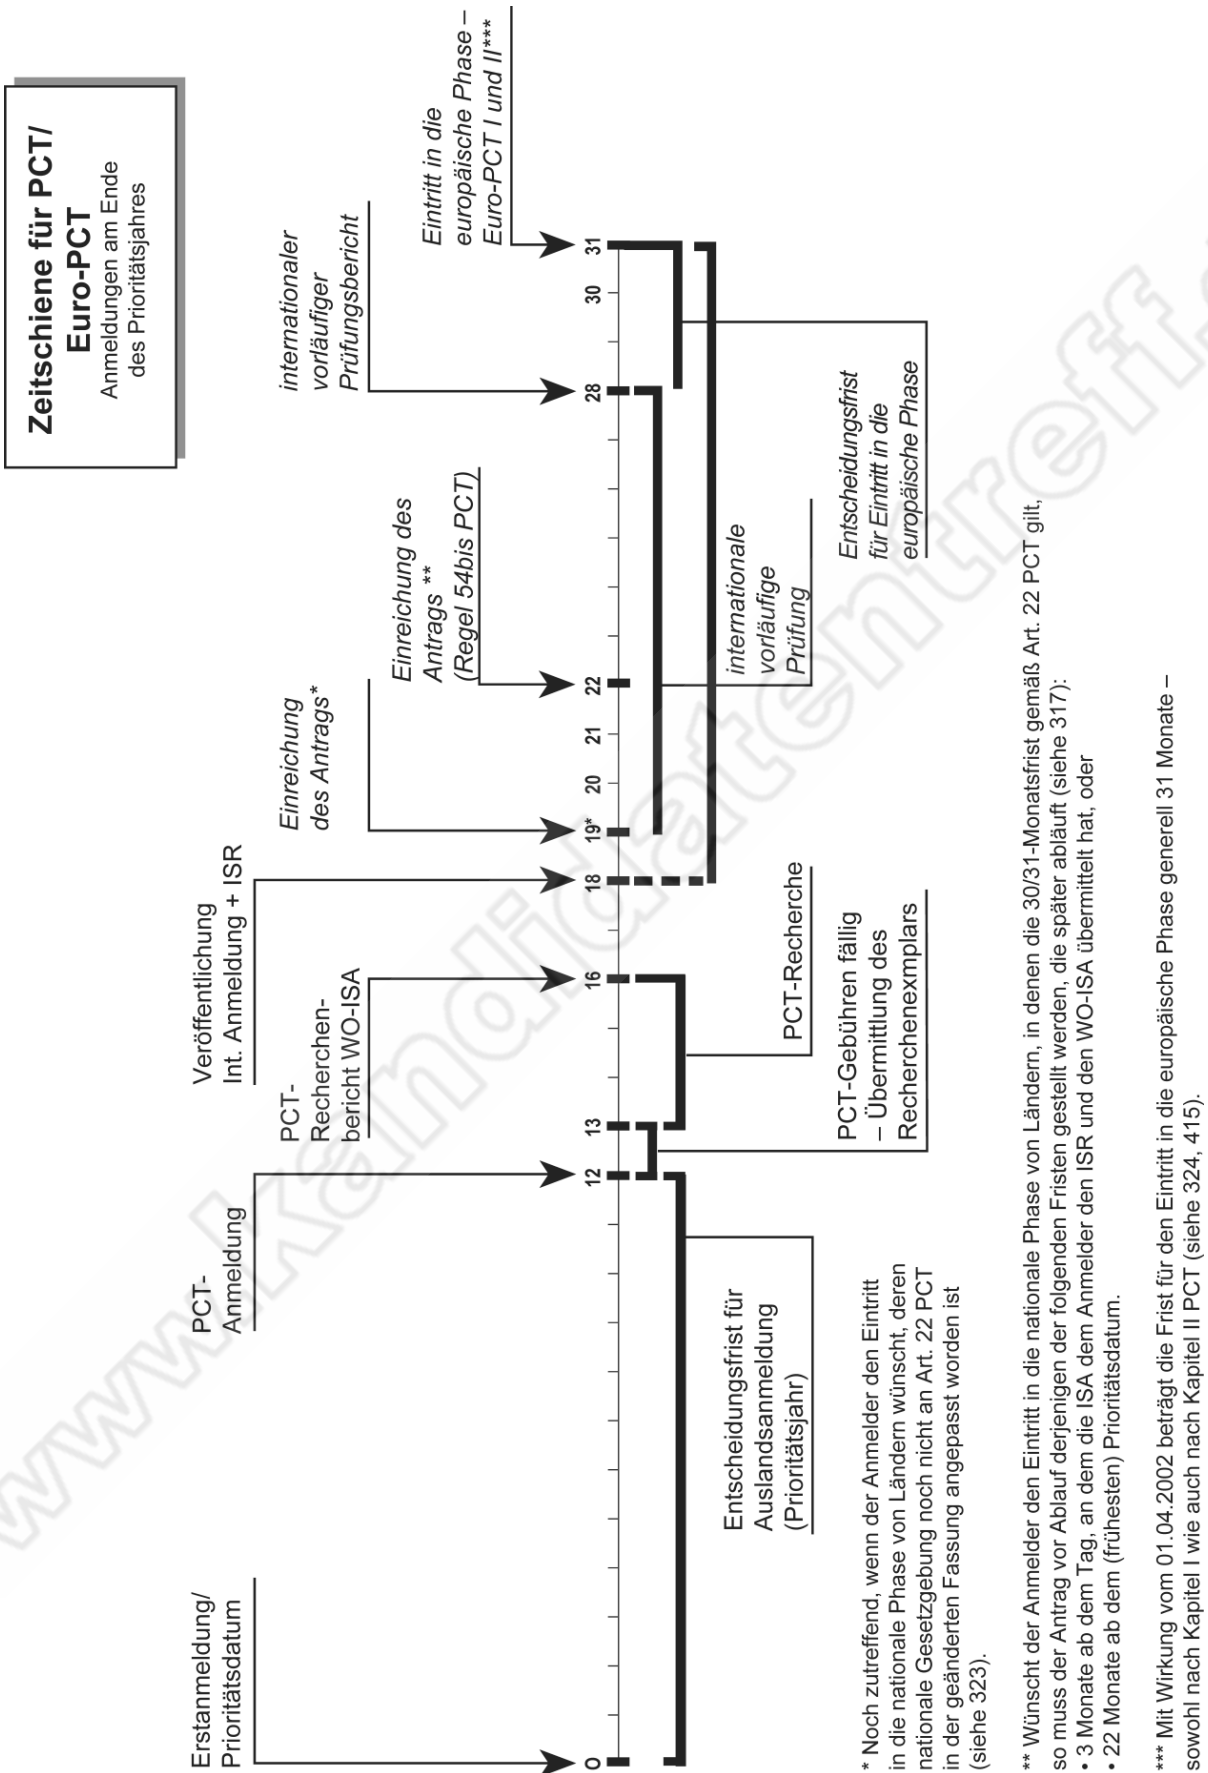 Zeitschiene für PCT/
Euro-PCT
Anmeldungen am Ende
des Prioritätsjahres
Erstanmeldung/
Prioritätsdatum
PCT-
Anmeldung
Veröffentlichung
Int. Anmeldung + ISR
PCT-
Recherchen-
bericht WO-ISA
Einreichung
des Antrags*
Einreichung des
Antrags **
(Regel 54bis PCT)
internationaler
vorläufiger
Prüfungsbericht
Eintritt in die
europäische Phase –
Euro-PCT I und II***
0 12 13 16 18 19* 20 21 22 28 30 31
Entscheidungsfrist für
Auslandsanmeldung
(Prioritätsjahr)
PCT-Gebühren fällig
– Übermittlung des
Recherchenexemplars
PCT-Recherche
internationale
vorläufige
Prüfung
Entscheidungsfrist
für Eintritt in die
europäische Phase
* Noch zutreffend, wenn der Anmelder den Eintritt
in die nationale Phase von Ländern wünscht, deren
nationale Gesetzgebung noch nicht an Art. 22 PCT
in der geänderten Fassung angepasst worden ist
(siehe 323).
** Wünscht der Anmelder den Eintritt in die nationale Phase von Ländern, in denen die 30/31-Monatsfrist gemäß Art. 22 PCT gilt,
so muss der Antrag vor Ablauf derjenigen der folgenden Fristen gestellt werden, die später abläuft (siehe 317):
• 3 Monate ab dem Tag, an dem die ISA dem Anmelder den ISR und den WO-ISA übermittelt hat, oder
• 22 Monate ab dem (frühesten) Prioritätsdatum.
*** Mit Wirkung vom 01.04.2002 beträgt die Frist für den Eintritt in die europäische Phase generell 31 Monate –
sowohl nach Kapitel I wie auch nach Kapitel II PCT (siehe 324, 415).
www.kandidatentreff.